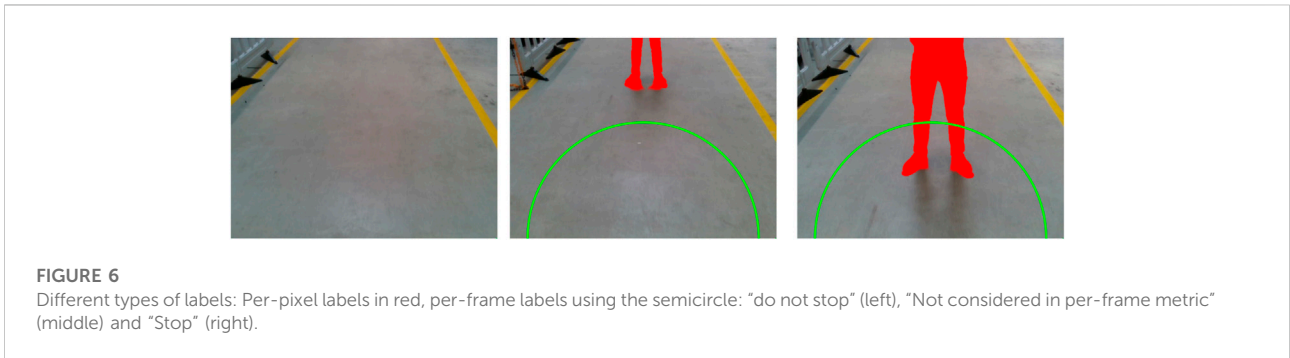 FIGURE 6
Different types of labels: Per-pixel labels in red, per-frame labels using the semicircle: “do not stop” (left), “Not considered in per-frame metric”
(middle) and “Stop” (right).